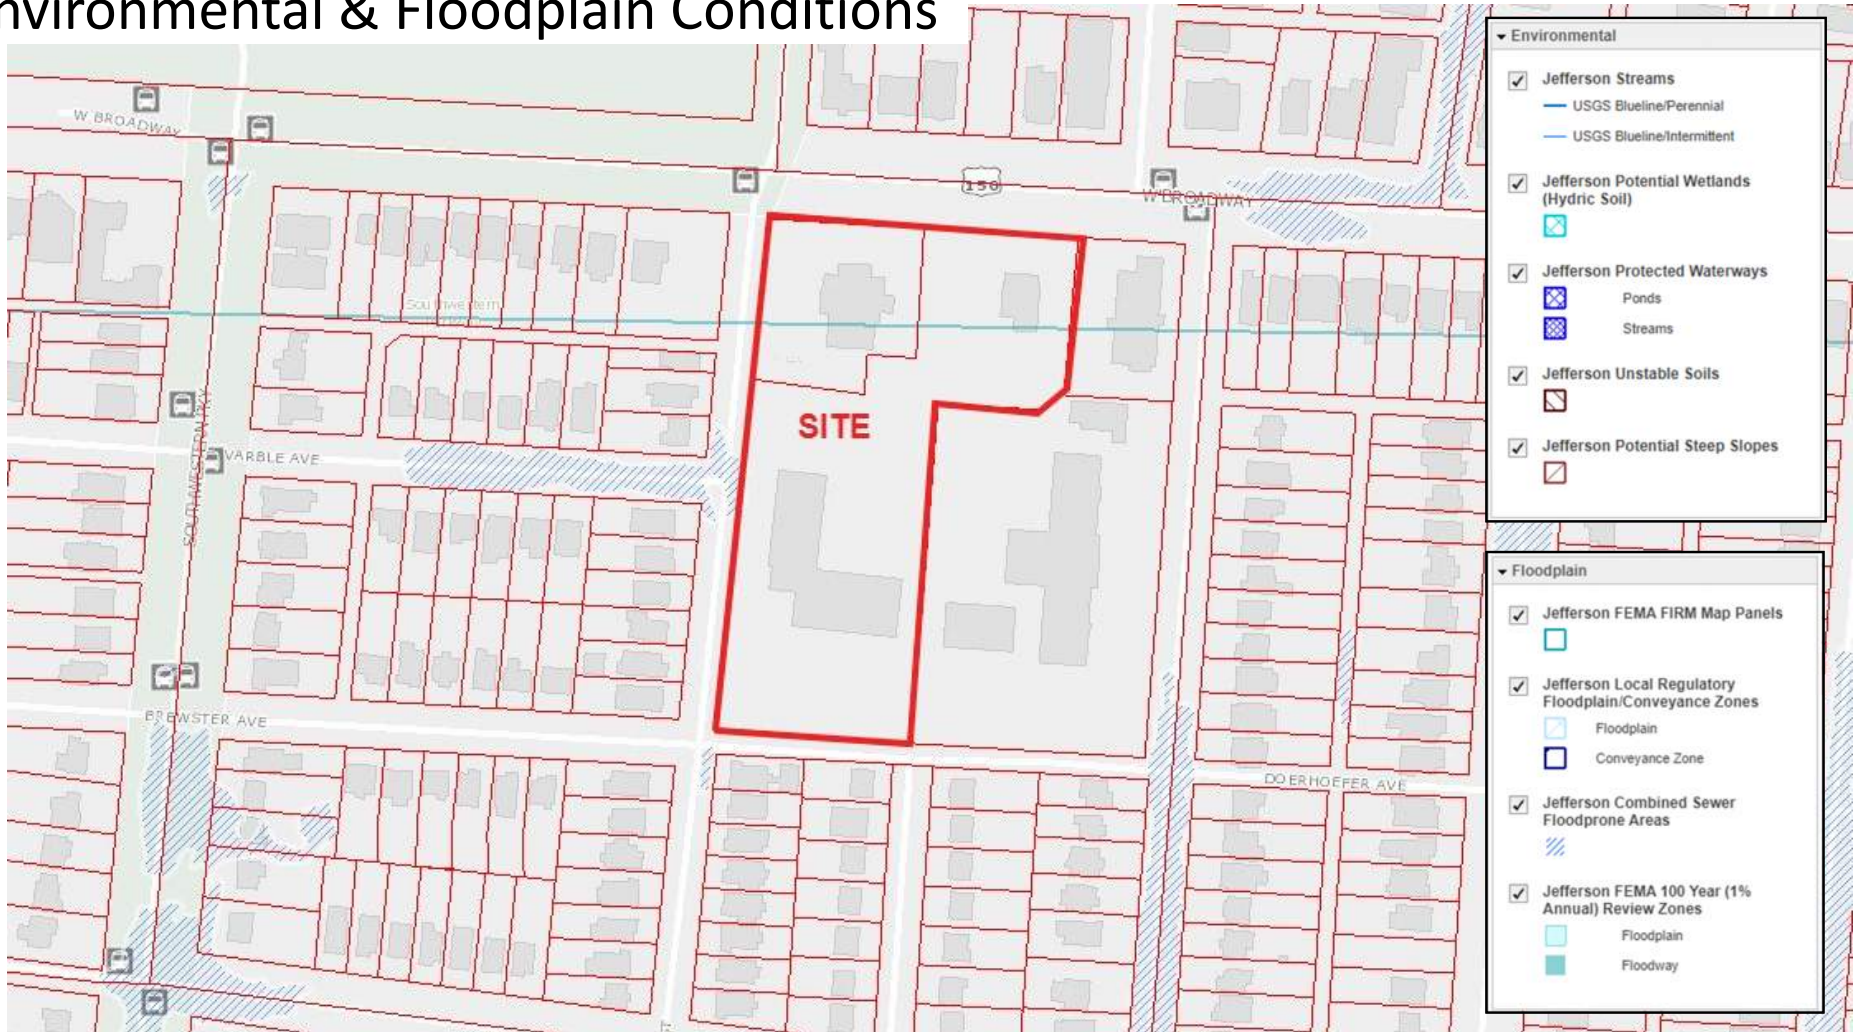 nvironmental & Floodplain Conditions
W BROADWAY
150
W BROADWAY
Southwestern
SITE
VARBLE AVE
SOUTHWESTERN PKY
BREWSTER AVE
DOERHOEFER AVE
Environmental
Jefferson Streams
USGS Blueline/Perennial
USGS Blueline/Intermittent
Jefferson Potential Wetlands
(Hydric Soil)
Jefferson Protected Waterways
Ponds
Streams
Jefferson Unstable Soils
Jefferson Potential Steep Slopes
Floodplain
Jefferson FEMA FIRM Map Panels
Jefferson Local Regulatory
Floodplain/Conveyance Zones
Floodplain
Conveyance Zone
Jefferson Combined Sewer
Floodprone Areas
Jefferson FEMA 100 Year (1%
Annual) Review Zones
Floodplain
Floodway